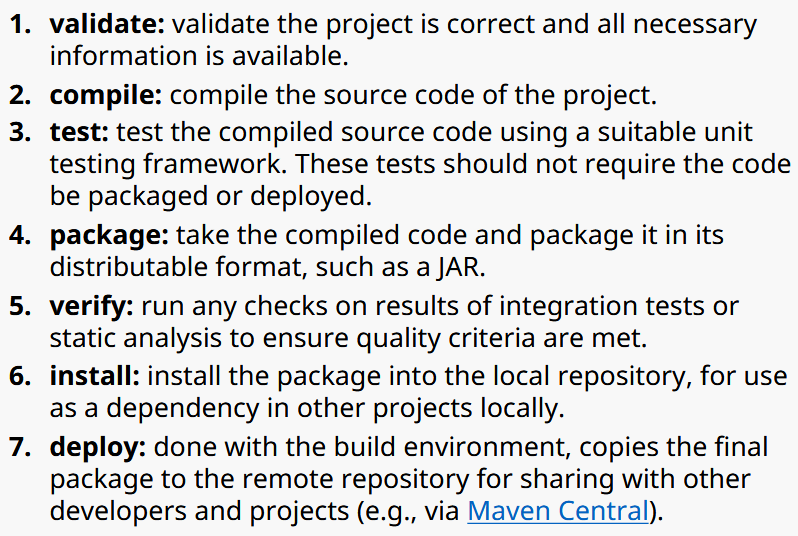 1. validate: validate the project is correct and all necessary
information is available.
2. compile: compile the source code of the project.
3. test: test the compiled source code using a suitable unit
testing framework. These tests should not require the code
be packaged or deployed.
4. package: take the compiled code and package it in its
distributable format, such as a JAR.
5. verify: run any checks on results of integration tests or
static analysis to ensure quality criteria are met.
6. install: install the package into the local repository, for use
as a dependency in other projects locally.
7. deploy: done with the build environment, copies the final
package to the remote repository for sharing with other
developers and projects (e.g., via Maven Central).